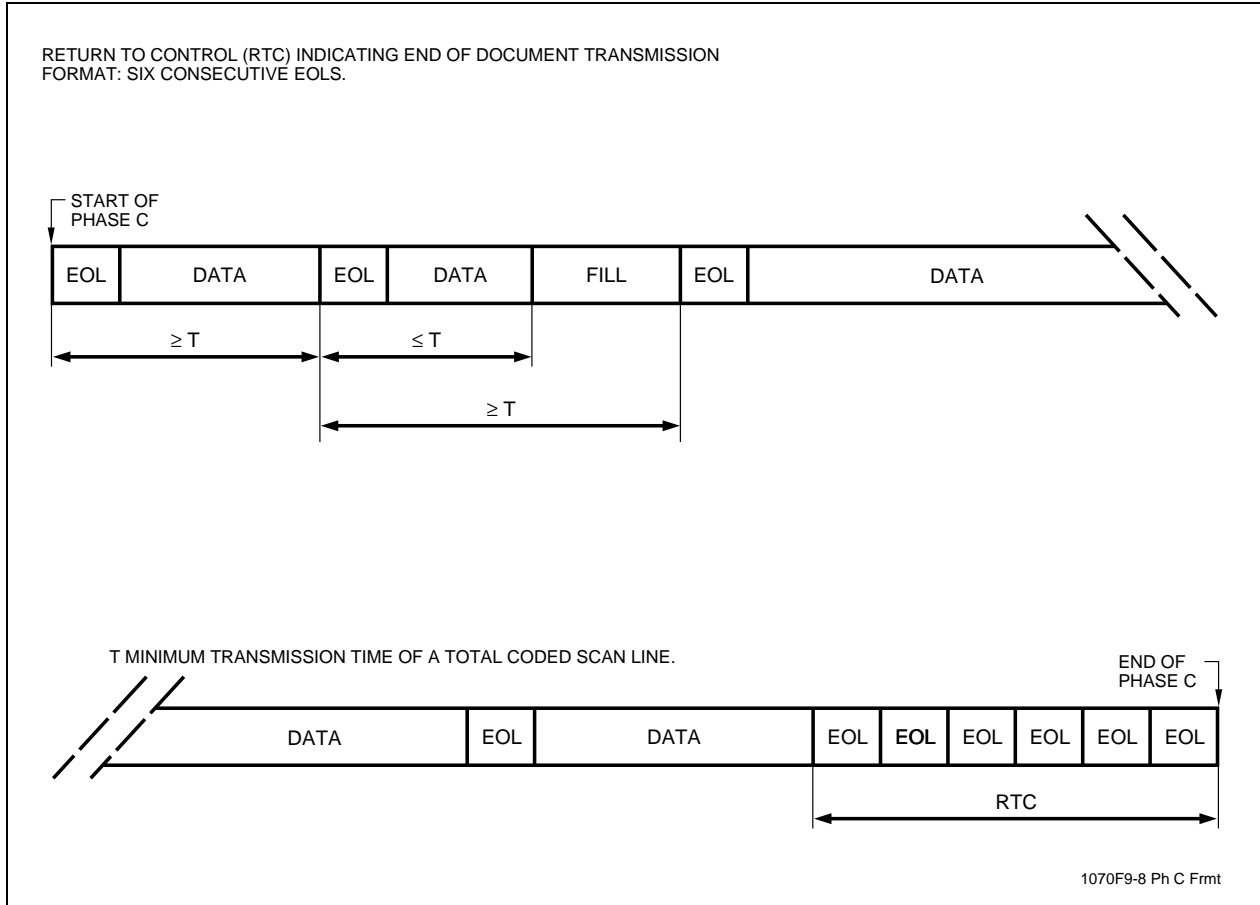 RETURN TO CONTROL (RTC) INDICATING END OF DOCUMENT TRANSMISSION
FORMAT: SIX CONSECUTIVE EOLS.
START OF
PHASE C
EOL DATA EOL DATA FILL EOL DATA
≥ T ≤ T
≥ T
T MINIMUM TRANSMISSION TIME OF A TOTAL CODED SCAN LINE.
END OF
PHASE C
DATA EOL DATA EOL EOL EOL EOL EOL EOL
RTC
1070F9-8 Ph C Frmt